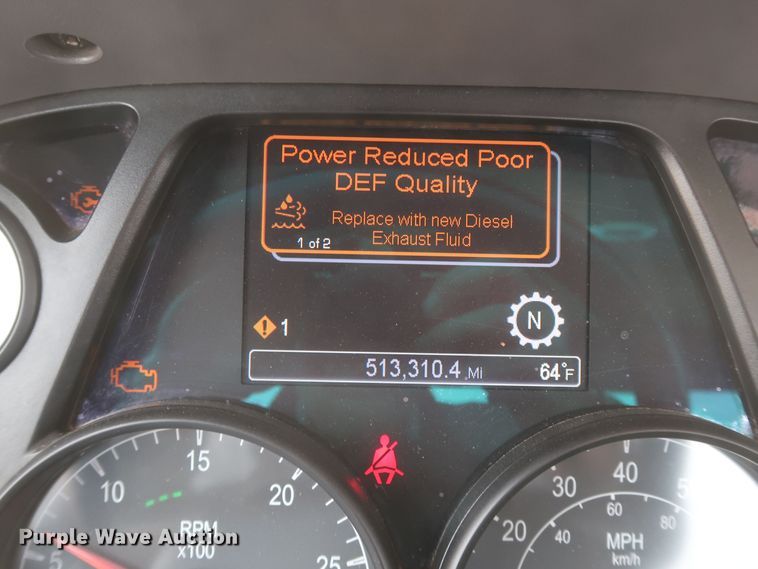 Power Reduced Poor
DEF Quality
Replace with new Diesel
Exhaust Fluid
1 of 2
1
N
513,310.4 Mi
64°F
5
10
15
20
25
RPM
x100
20
30
40
40
60
80
MPH
km/h
Purple Wave Auction